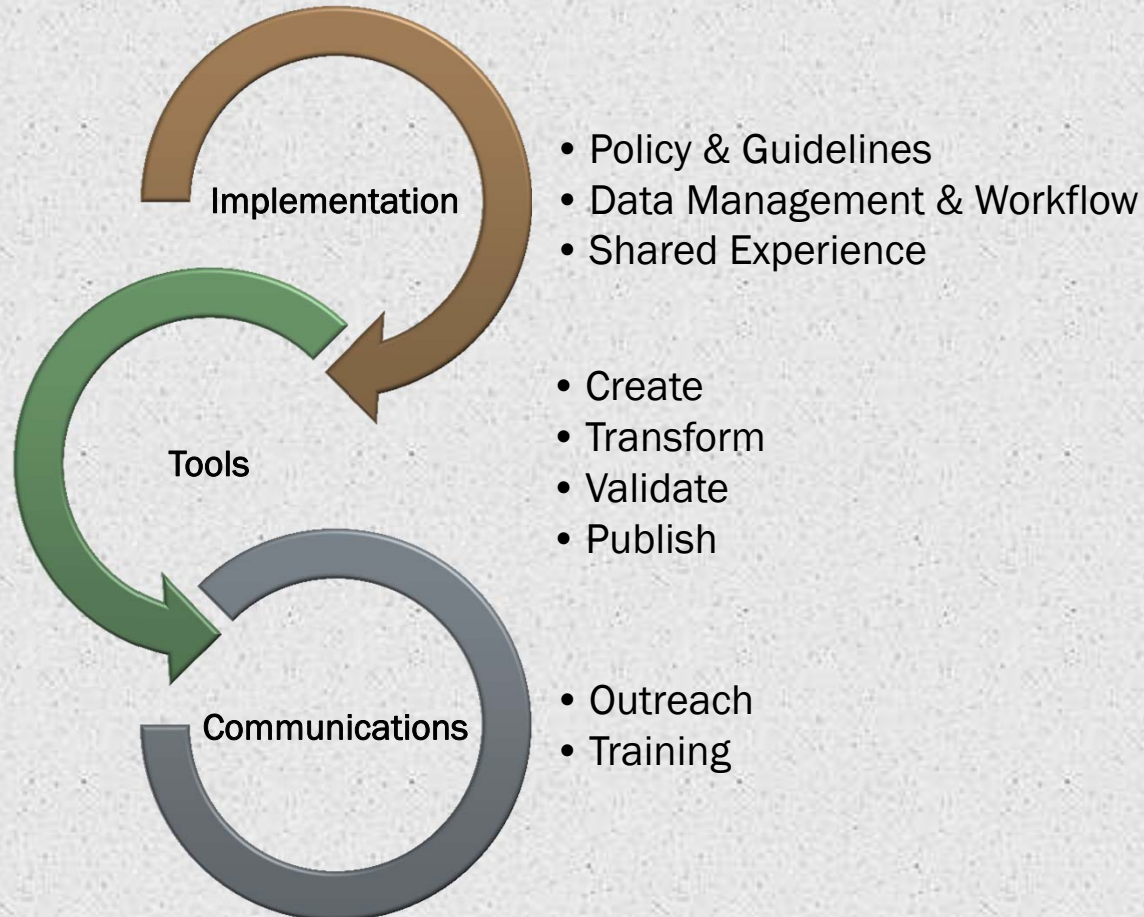 Implementation
• Policy & Guidelines
• Data Management & Workflow
• Shared Experience
Tools
• Create
• Transform
• Validate
• Publish
Communications
• Outreach
• Training